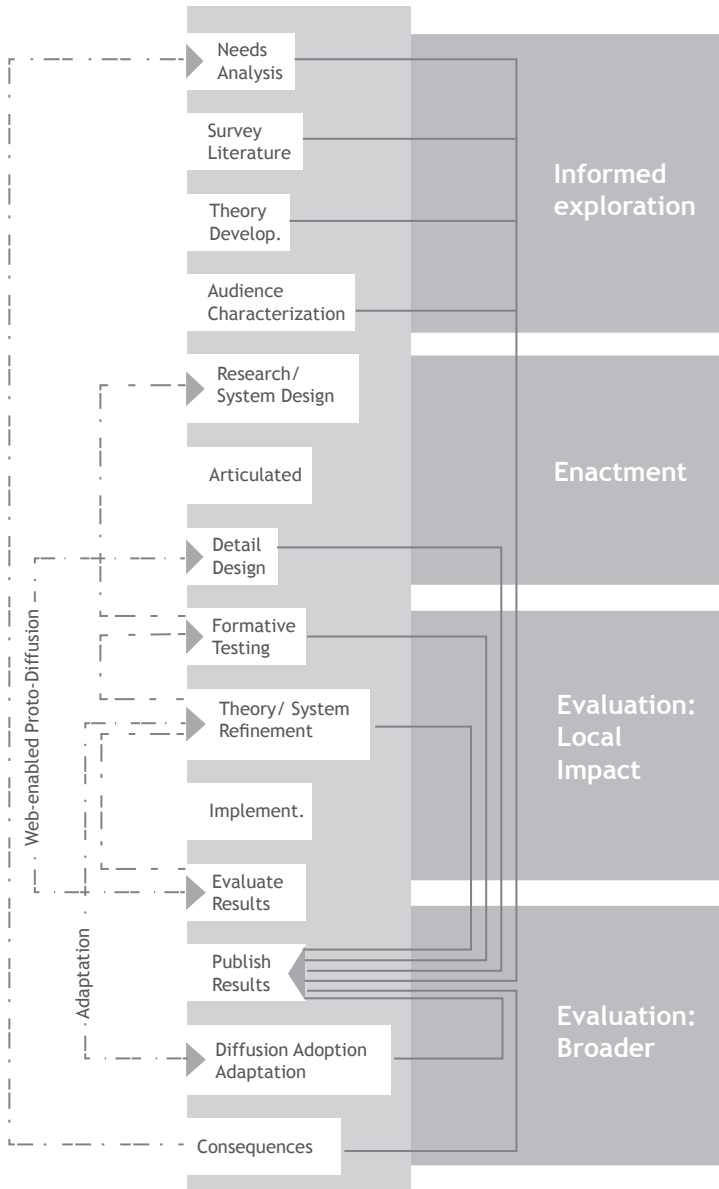 Needs
Analysis
Survey
Literature
Theory
Develop.
Audience
Characterization
Informed
exploration
Research/
System Design
Articulated
Enactment
Detail
Design
Formative
Testing
Theory/ System
Refinement
Implement.
Evaluation:
Local
Impact
Evaluate
Results
Publish
Results
Diffusion Adoption
Adaptation
Consequences
Evaluation:
Broader
Web-enabled Proto-Diffusion
Adaptation